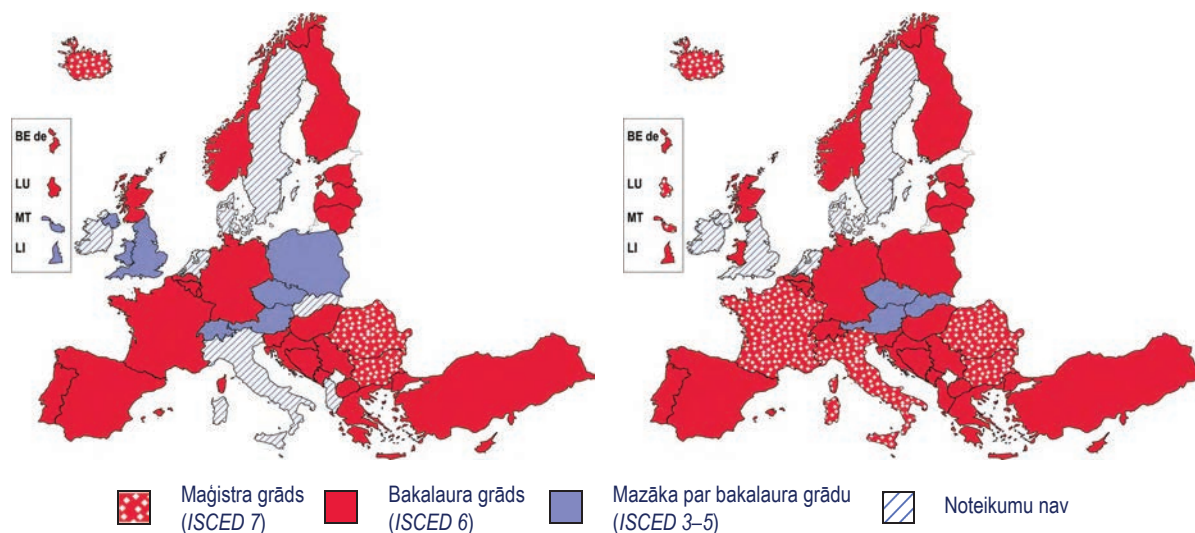 BE de
LU
MT
LI
BE de
LU
MT
LI
Maģistra grāds
(ISCED 7)
Bakalaura grāds
(ISCED 6)
Mazāka par bakalaura grādu
(ISCED 3–5)
Noteikumu nav